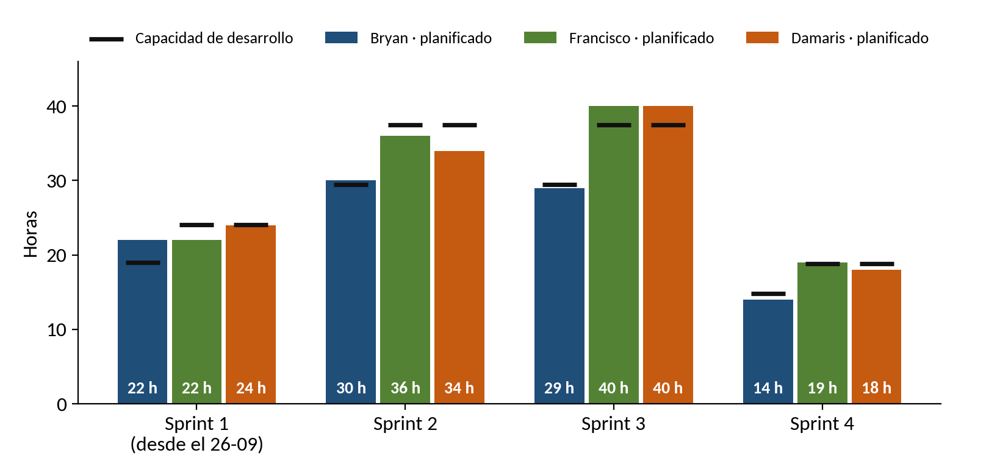 Capacidad de desarrollo Bryan · planificado Francisco · planificado Damaris · planificado
Horas
40
30
20
10
0
22 h 22 h 24 h 30 h 36 h 34 h 29 h 40 h 40 h 14 h 19 h 18 h
Sprint 1 Sprint 2 Sprint 3 Sprint 4
(desde el 26-09)